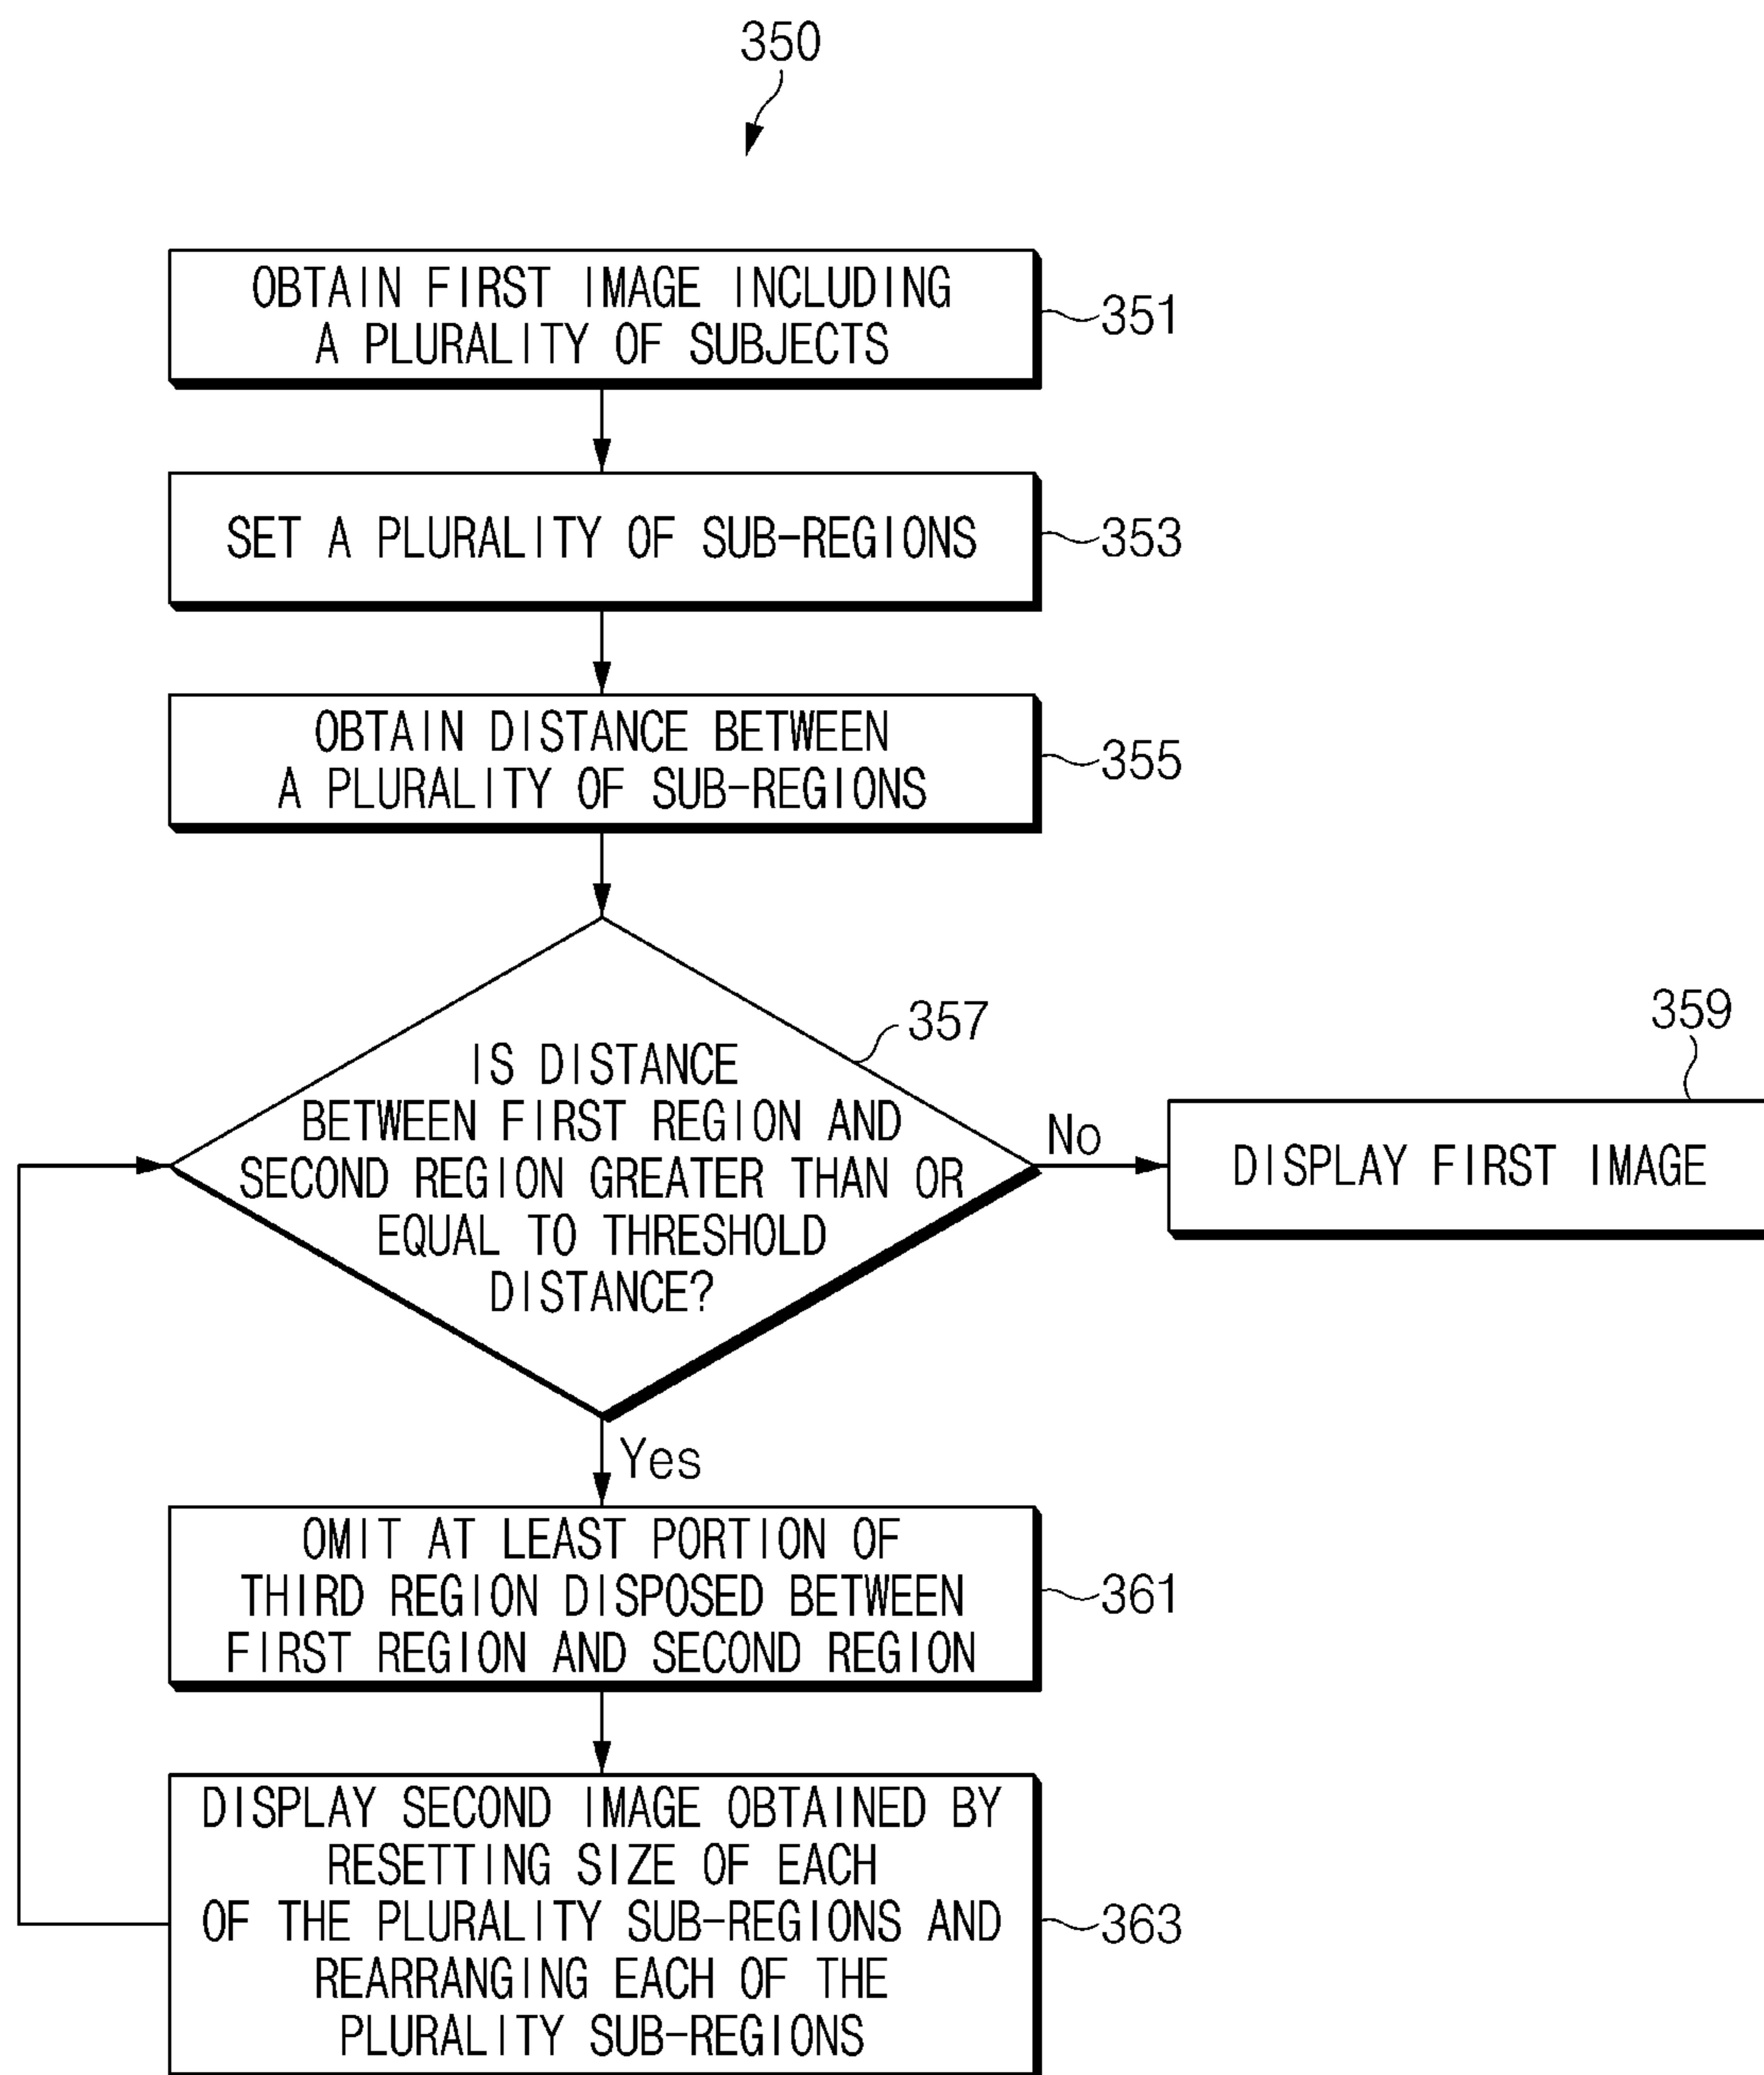 350
OBTAIN FIRST IMAGE INCLUDING
A PLURALITY OF SUBJECTS
351
SET A PLURALITY OF SUB-REGIONS
353
OBTAIN DISTANCE BETWEEN
A PLURALITY OF SUB-REGIONS
355
357
IS DISTANCE
BETWEEN FIRST REGION AND
SECOND REGION GREATER THAN OR
EQUAL TO THRESHOLD
DISTANCE?
No
359
DISPLAY FIRST IMAGE
Yes
OMIT AT LEAST PORTION OF
THIRD REGION DISPOSED BETWEEN
FIRST REGION AND SECOND REGION
361
DISPLAY SECOND IMAGE OBTAINED BY
RESETTING SIZE OF EACH
OF THE PLURALITY SUB-REGIONS AND
REARRANGING EACH OF THE
PLURALITY SUB-REGIONS
363